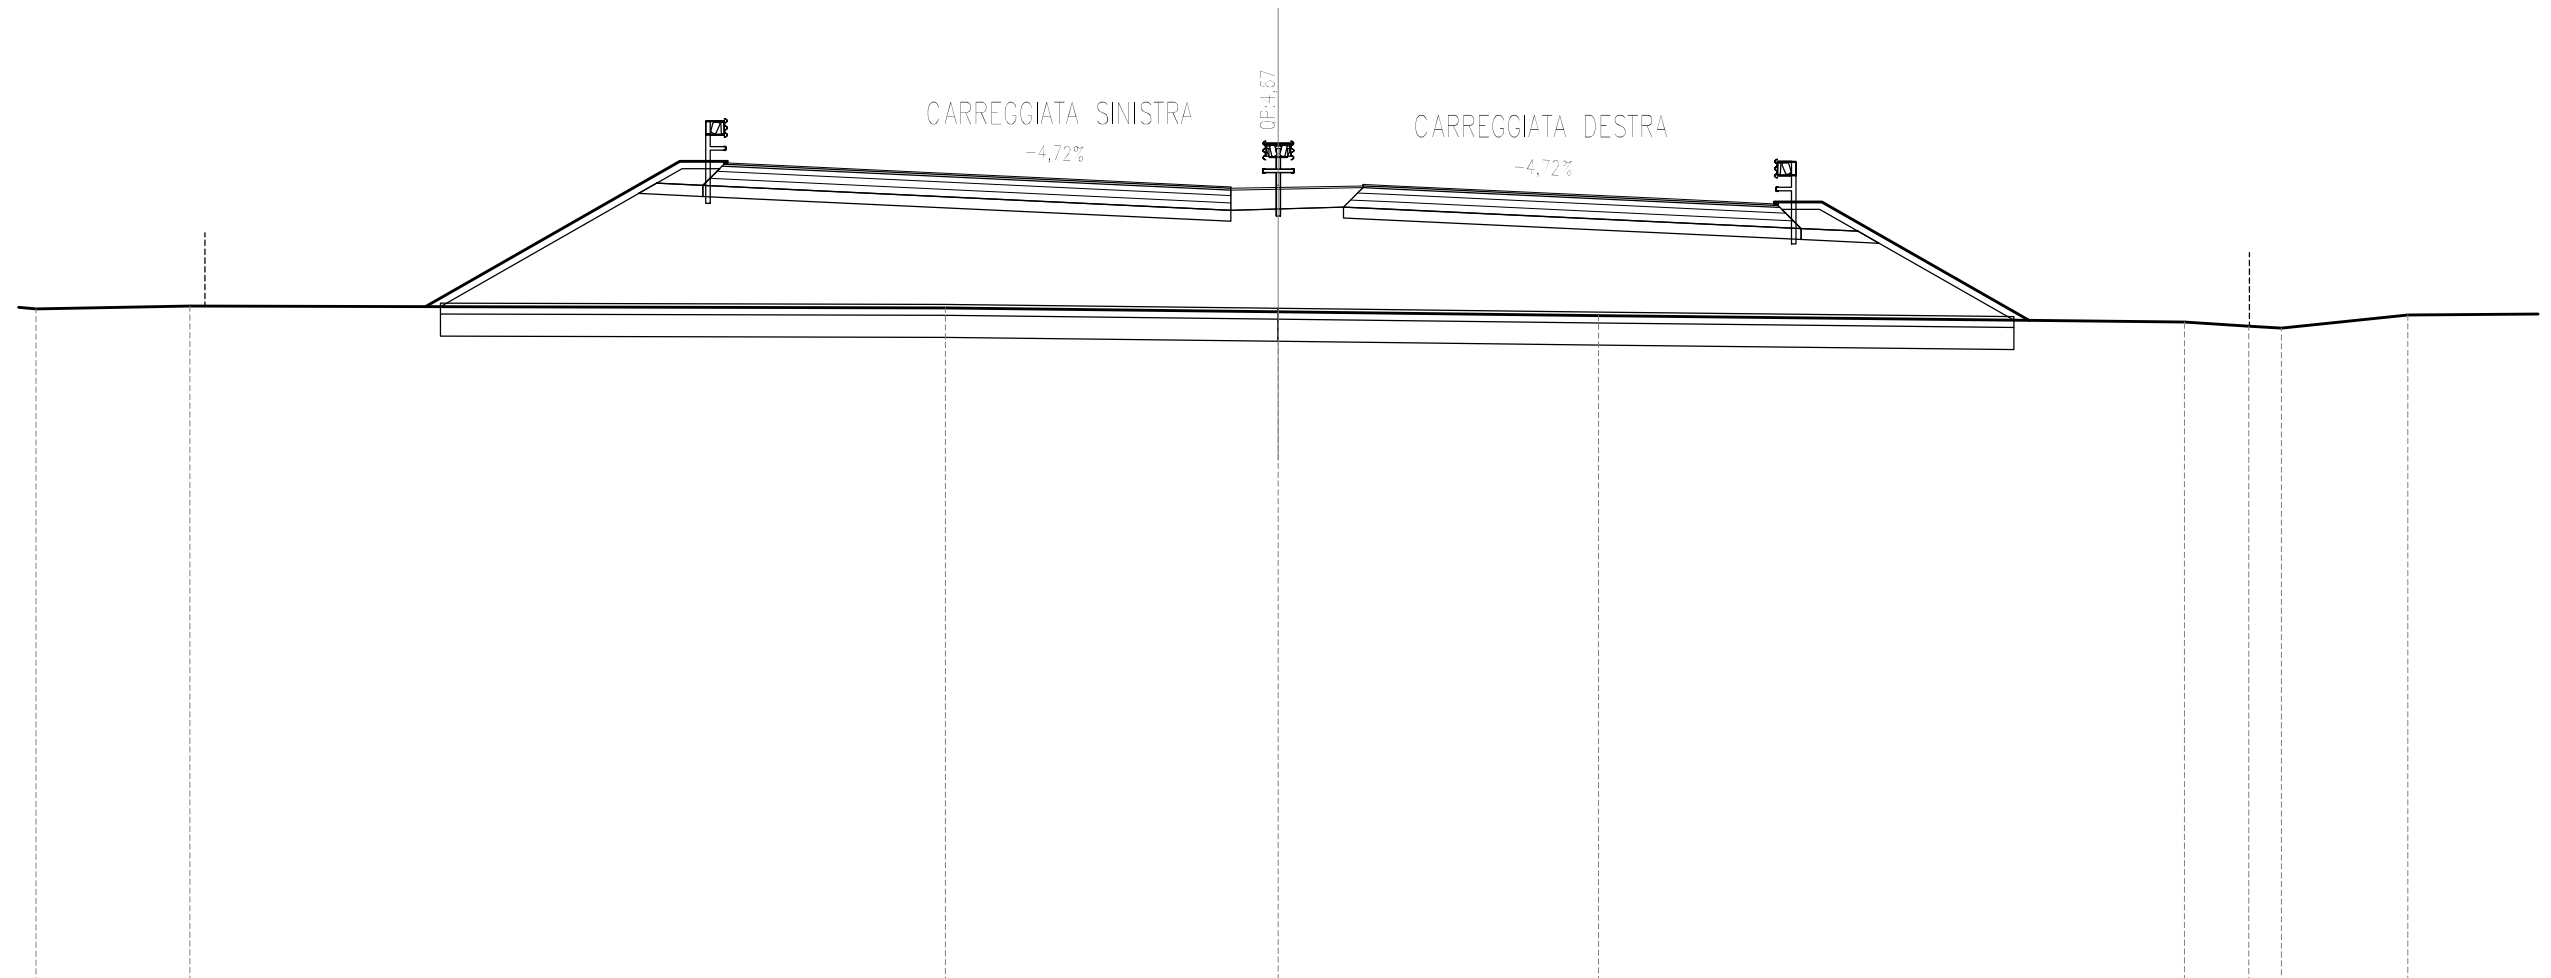 QP:4,67
CARREGGIATA SINISTRA
-4,72%
CARREGGIATA DESTRA
-4,72%